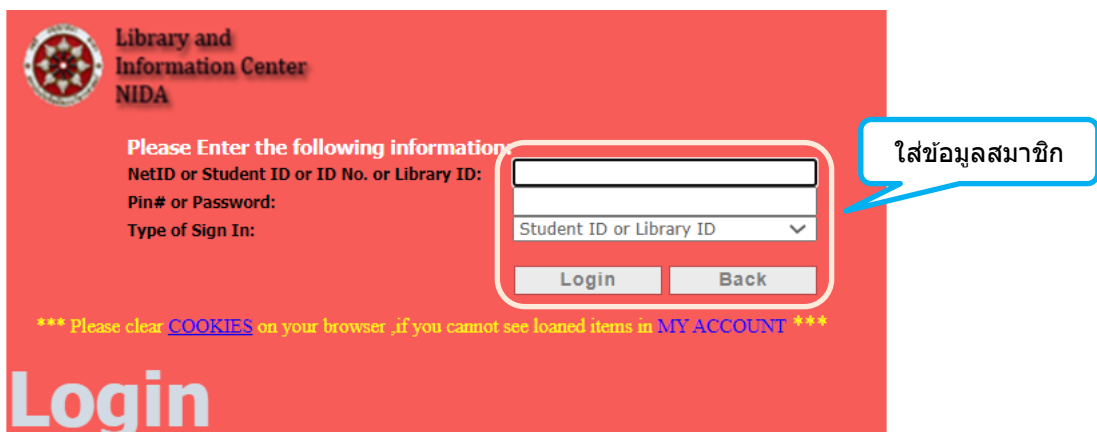 Library and
Information Center
NIDA
Please Enter the following information:
ใส่ข้อมูลสมาชิก
NetID or Student ID or ID No. or Library ID:
Pin# or Password:
Type of Sign In:
Student ID or Library ID
Login
Back
*** Please clear COOKIES on your browser ,if you cannot see loaned items in MY ACCOUNT ***
Login